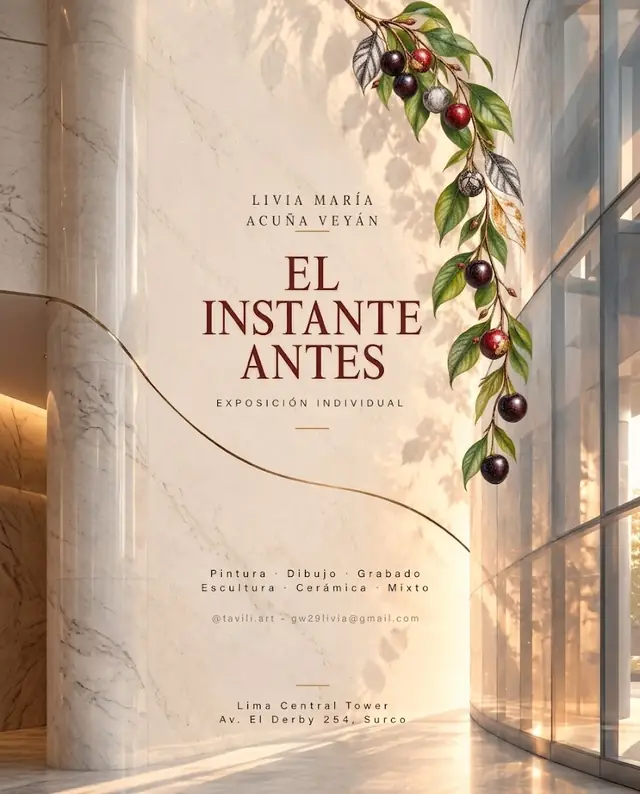 LIVIA MARÍA
ACUÑA VEYÁN
EL
INSTANTE
ANTES
EXPOSICIÓN INDIVIDUAL
Pintura · Dibujo · Grabado
Escultura · Cerámica · Mixto
@tavili.art - gw29livia@gmail.com
Lima Central Tower
Av. El Derby 254, Surco